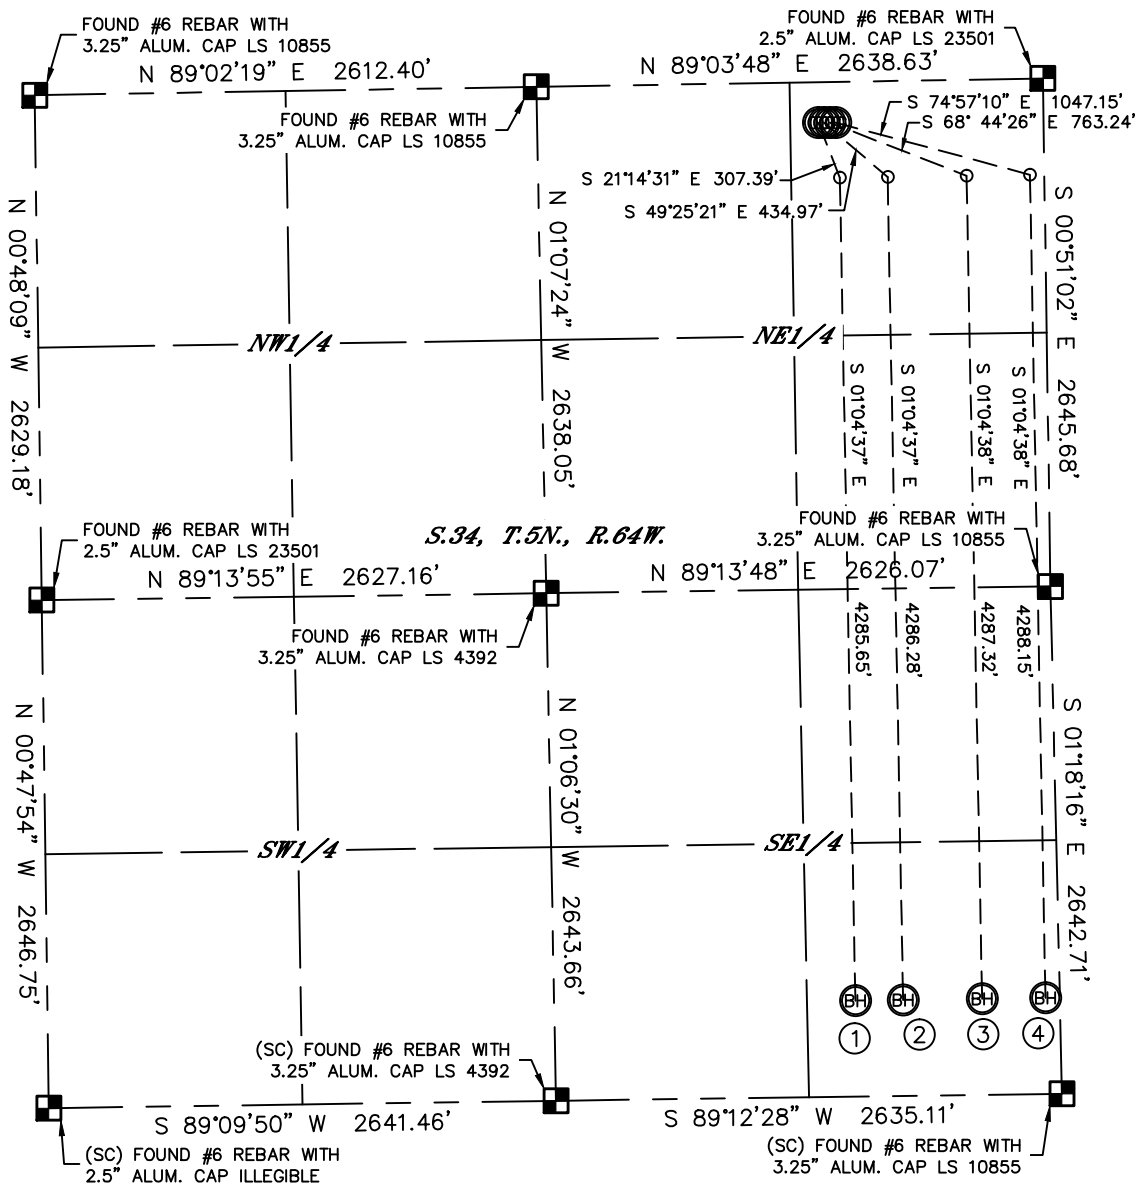 FOUND #6 REBAR WITH
3.25" ALUM. CAP LS 10855
FOUND #6 REBAR WITH
2.5" ALUM. CAP LS 23501
N 89°02'19" E 2612.40'
N 89°03'48" E 2638.63'
FOUND #6 REBAR WITH
3.25" ALUM. CAP LS 10855
S 74°57'10" E 1047.15'
S 68° 44'26" E 763.24'
S 21°14'31" E 307.39'
S 49°25'21" E 434.97'
N 00°48'09" W 2629.18'
N 01°07'24" W 2638.05'
S 00°51'02" E 2645.68'
NW1/4
NE1/4
S 01°04'37" E
S 01°04'37" E
S 01°04'38" E
S 01°04'38" E
FOUND #6 REBAR WITH
2.5" ALUM. CAP LS 23501
S.34, T.5N., R.64W.
FOUND #6 REBAR WITH
3.25" ALUM. CAP LS 10855
N 89°13'55" E 2627.16'
N 89°13'48" E 2626.07'
FOUND #6 REBAR WITH
3.25" ALUM. CAP LS 4392
4285.65'
4286.28'
4287.32'
4288.15'
N 00°47'54" W 2646.75'
N 01°06'30" W 2643.66'
S 01°18'16" E 2642.71'
SW1/4
SE1/4
BH
BH
BH
BH
1
2
3
4
(SC) FOUND #6 REBAR WITH
3.25" ALUM. CAP LS 4392
S 89°09'50" W 2641.46'
S 89°12'28" W 2635.11'
(SC) FOUND #6 REBAR WITH
2.5" ALUM. CAP ILLEGIBLE
(SC) FOUND #6 REBAR WITH
3.25" ALUM. CAP LS 10855